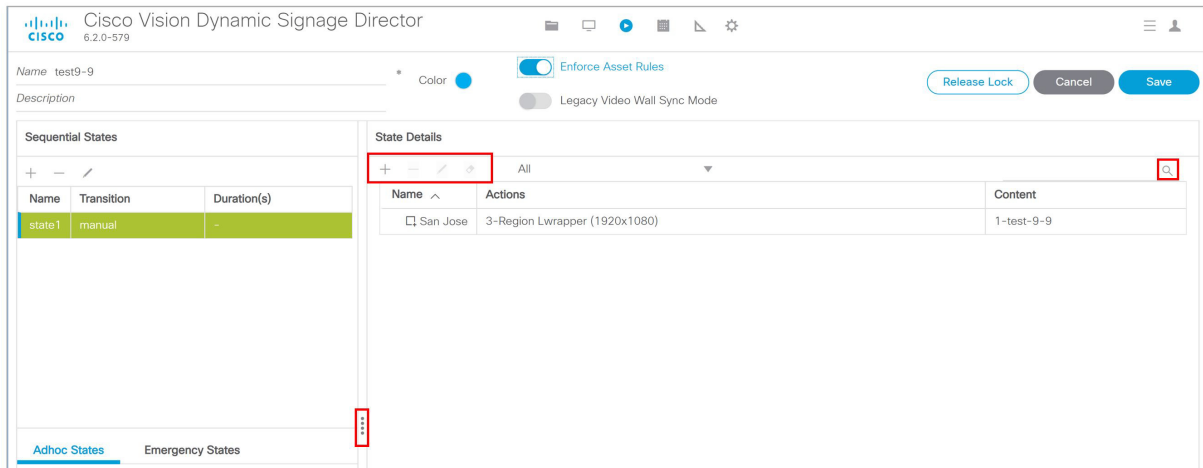 CISCO
Cisco Vision Dynamic Signage Director
6.2.0-579
Name test9-9 *
Description
Color
Enforce Asset Rules
Legacy Video Wall Sync Mode
Release Lock
Cancel
Save
Sequential States
Name Transition Duration(s)
state1 manual -
Adhoc States Emergency States
State Details
All
Name Actions Content
San Jose 3-Region Lwrapper (1920x1080) 1-test-9-9